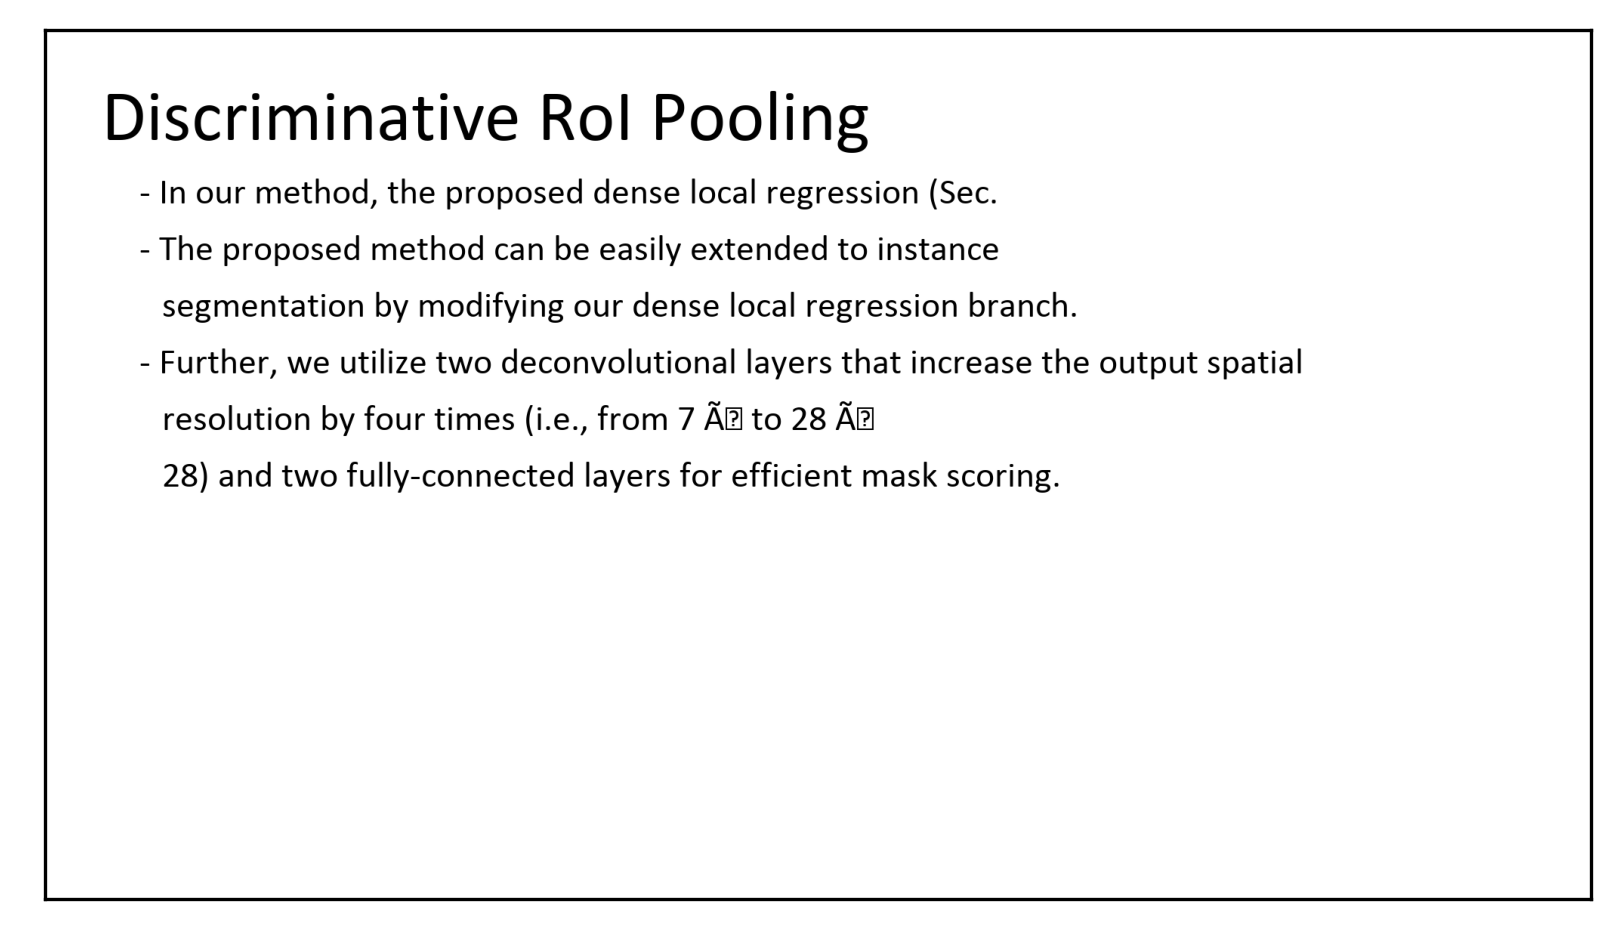 Discriminative RoI Pooling
- In our method, the proposed dense local regression (Sec.
- The proposed method can be easily extended to instance
segmentation by modifying our dense local regression branch.
- Further, we utilize two deconvolutional layers that increase the output spatial
resolution by four times (i.e., from 7 Ã� to 28 Ã�
28) and two fully-connected layers for efficient mask scoring.